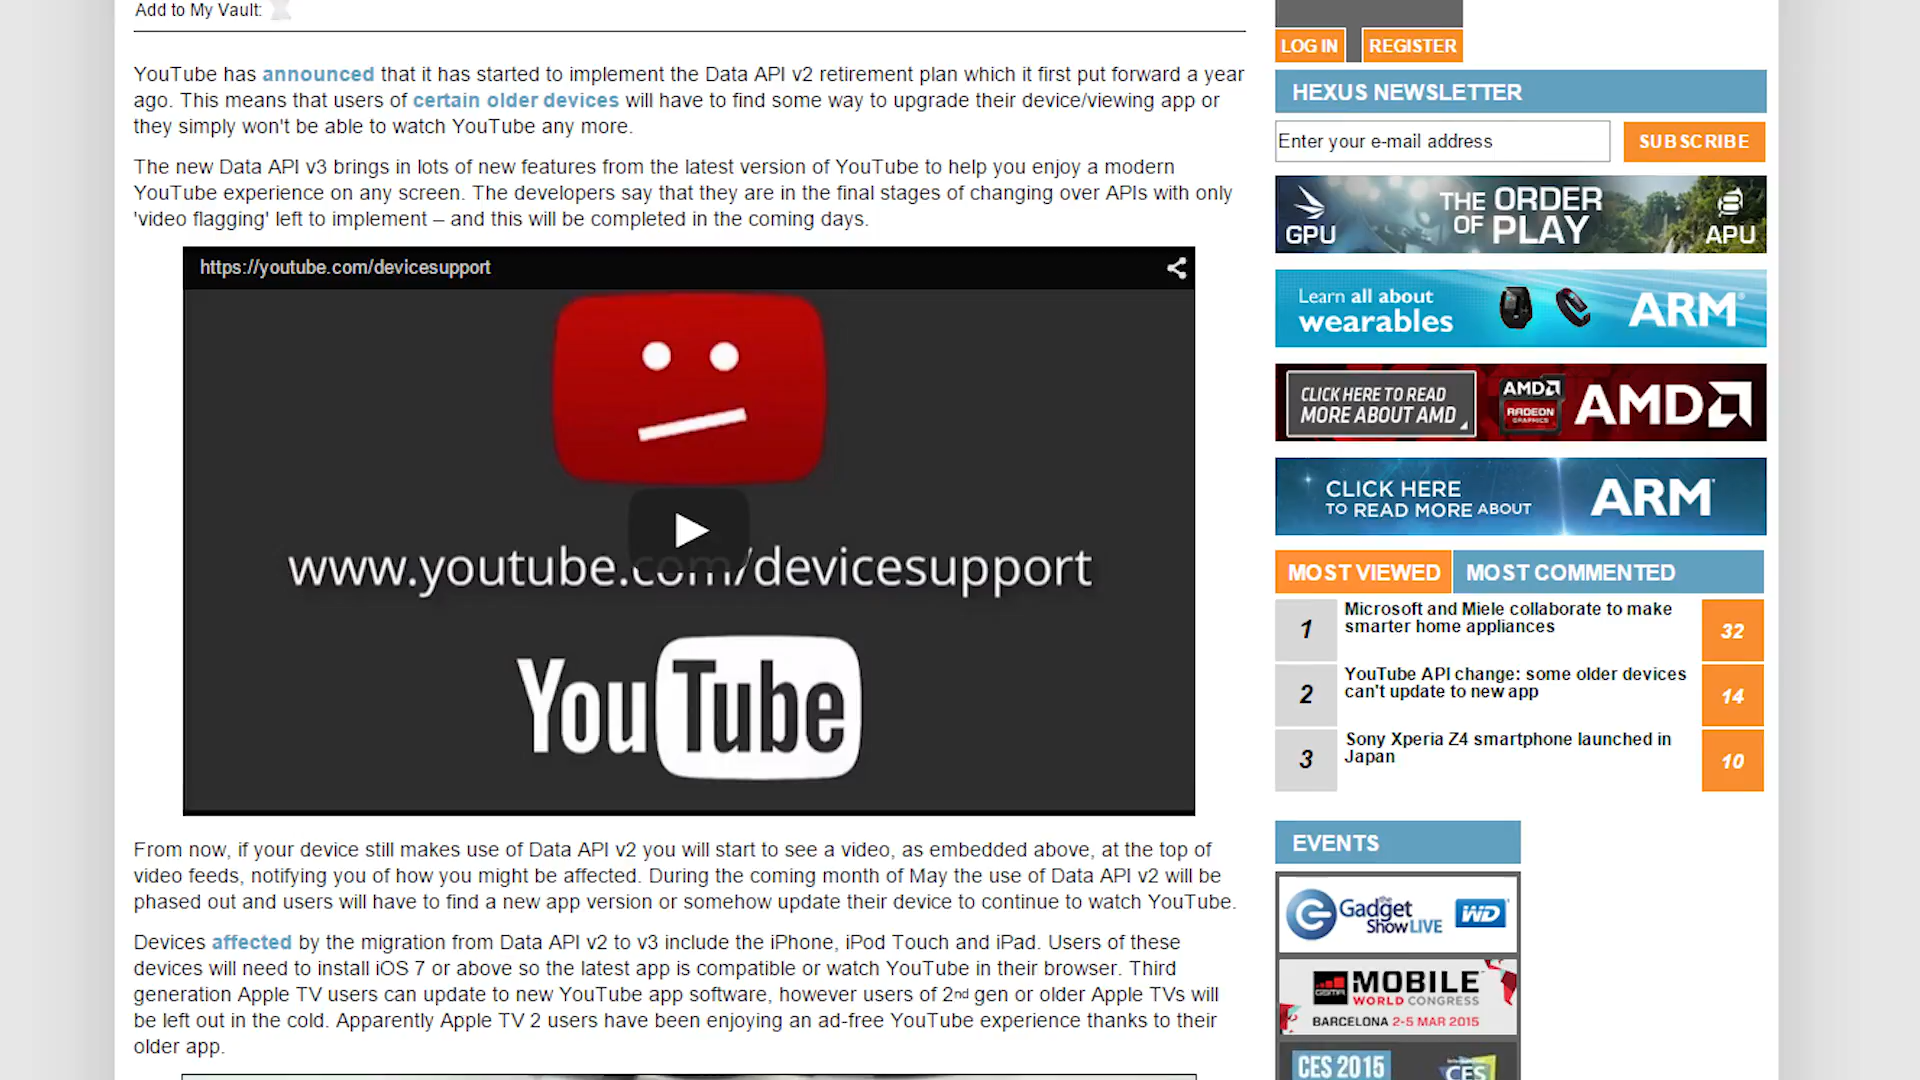 Add to My Vault:
YouTube has announced that it has started to implement the Data API v2 retirement plan which it first put forward a year
ago. This means that users of certain older devices will have to find some way to upgrade their device/viewing app or
they simply won't be able to watch YouTube any more.
The new Data API v3 brings in lots of new features from the latest version of YouTube to help you enjoy a modern
YouTube experience on any screen. The developers say that they are in the final stages of changing over APIs with only
'video flagging' left to implement – and this will be completed in the coming days.
https://youtube.com/devicesupport
www.youtube.com/devicesupport
YouTube
From now, if your device still makes use of Data API v2 you will start to see a video, as embedded above, at the top of
video feeds, notifying you of how you might be affected. During the coming month of May the use of Data API v2 will be
phased out and users will have to find a new app version or somehow update their device to continue to watch YouTube.
Devices affected by the migration from Data API v2 to v3 include the iPhone, iPod Touch and iPad. Users of these
devices will need to install iOS 7 or above so the latest app is compatible or watch YouTube in their browser. Third
generation Apple TV users can update to new YouTube app software, however users of 2nd gen or older Apple TVs will
be left out in the cold. Apparently Apple TV 2 users have been enjoying an ad-free YouTube experience thanks to their
older app.
LOG IN REGISTER
HEXUS NEWSLETTER
Enter your e-mail address SUBSCRIBE
GPU THE ORDER OF PLAY APU
Learn all about
wearables ARM
CLICK HERE TO READ
MORE ABOUT AMD
AMD
RADEON
GRAPHICS
AMD
CLICK HERE
TO READ MORE ABOUT ARM
MOST VIEWED MOST COMMENTED
1 Microsoft and Miele collaborate to make
smarter home appliances 32
2 YouTube API change: some older devices
can't update to new app 14
3 Sony Xperia Z4 smartphone launched in
Japan 10
EVENTS
the Gadget
Show LIVE WD
GSMA MOBILE
WORLD CONGRESS
BARCELONA 2-5 MAR 2015
CES 2015 CES